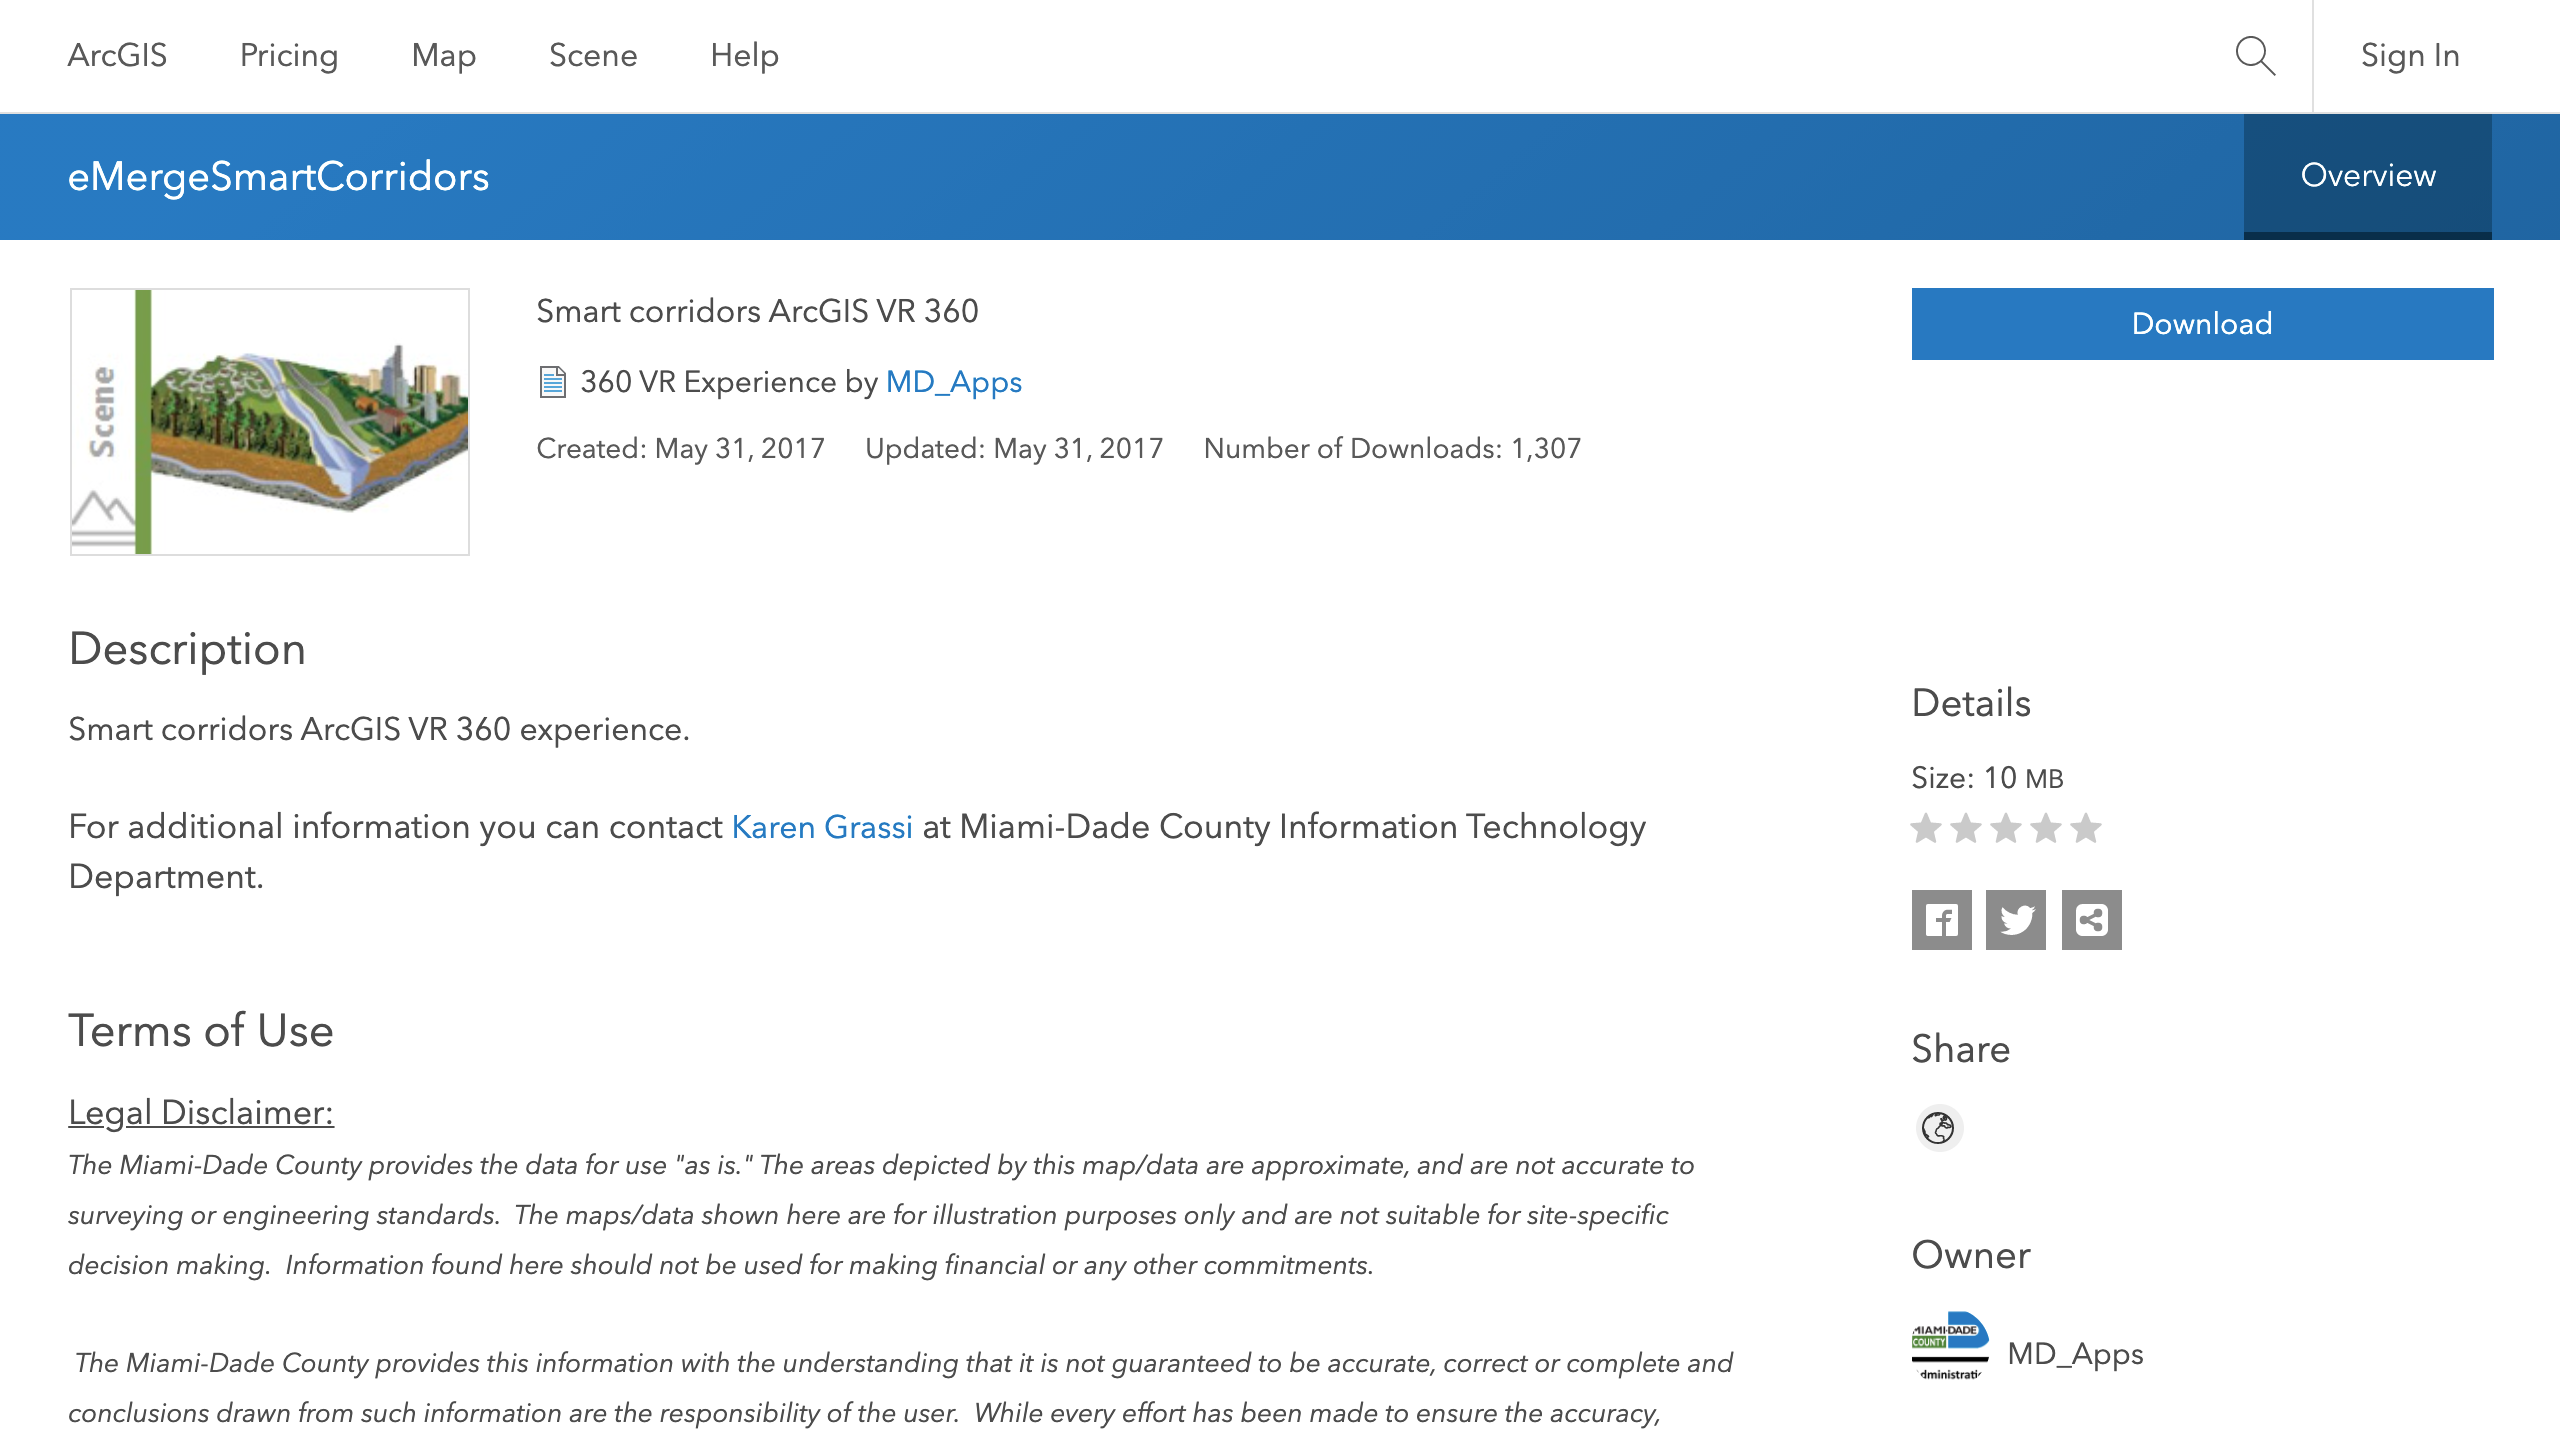 ArcGIS Pricing Map Scene Help Sign In
eMergeSmartCorridors Overview
Scene
Smart corridors ArcGIS VR 360
360 VR Experience by MD_Apps
Created: May 31, 2017 Updated: May 31, 2017 Number of Downloads: 1,307
Download
Description
Smart corridors ArcGIS VR 360 experience.
For additional information you can contact Karen Grassi at Miami-Dade County Information Technology
Department.
Terms of Use
Legal Disclaimer:
The Miami-Dade County provides the data for use "as is." The areas depicted by this map/data are approximate, and are not accurate to
surveying or engineering standards. The maps/data shown here are for illustration purposes only and are not suitable for site-specific
decision making. Information found here should not be used for making financial or any other commitments.
The Miami-Dade County provides this information with the understanding that it is not guaranteed to be accurate, correct or complete and
conclusions drawn from such information are the responsibility of the user. While every effort has been made to ensure the accuracy,
Details
Size: 10 MB
Share
Owner
MIAMI-DADE
COUNTY
dministrati
MD_Apps